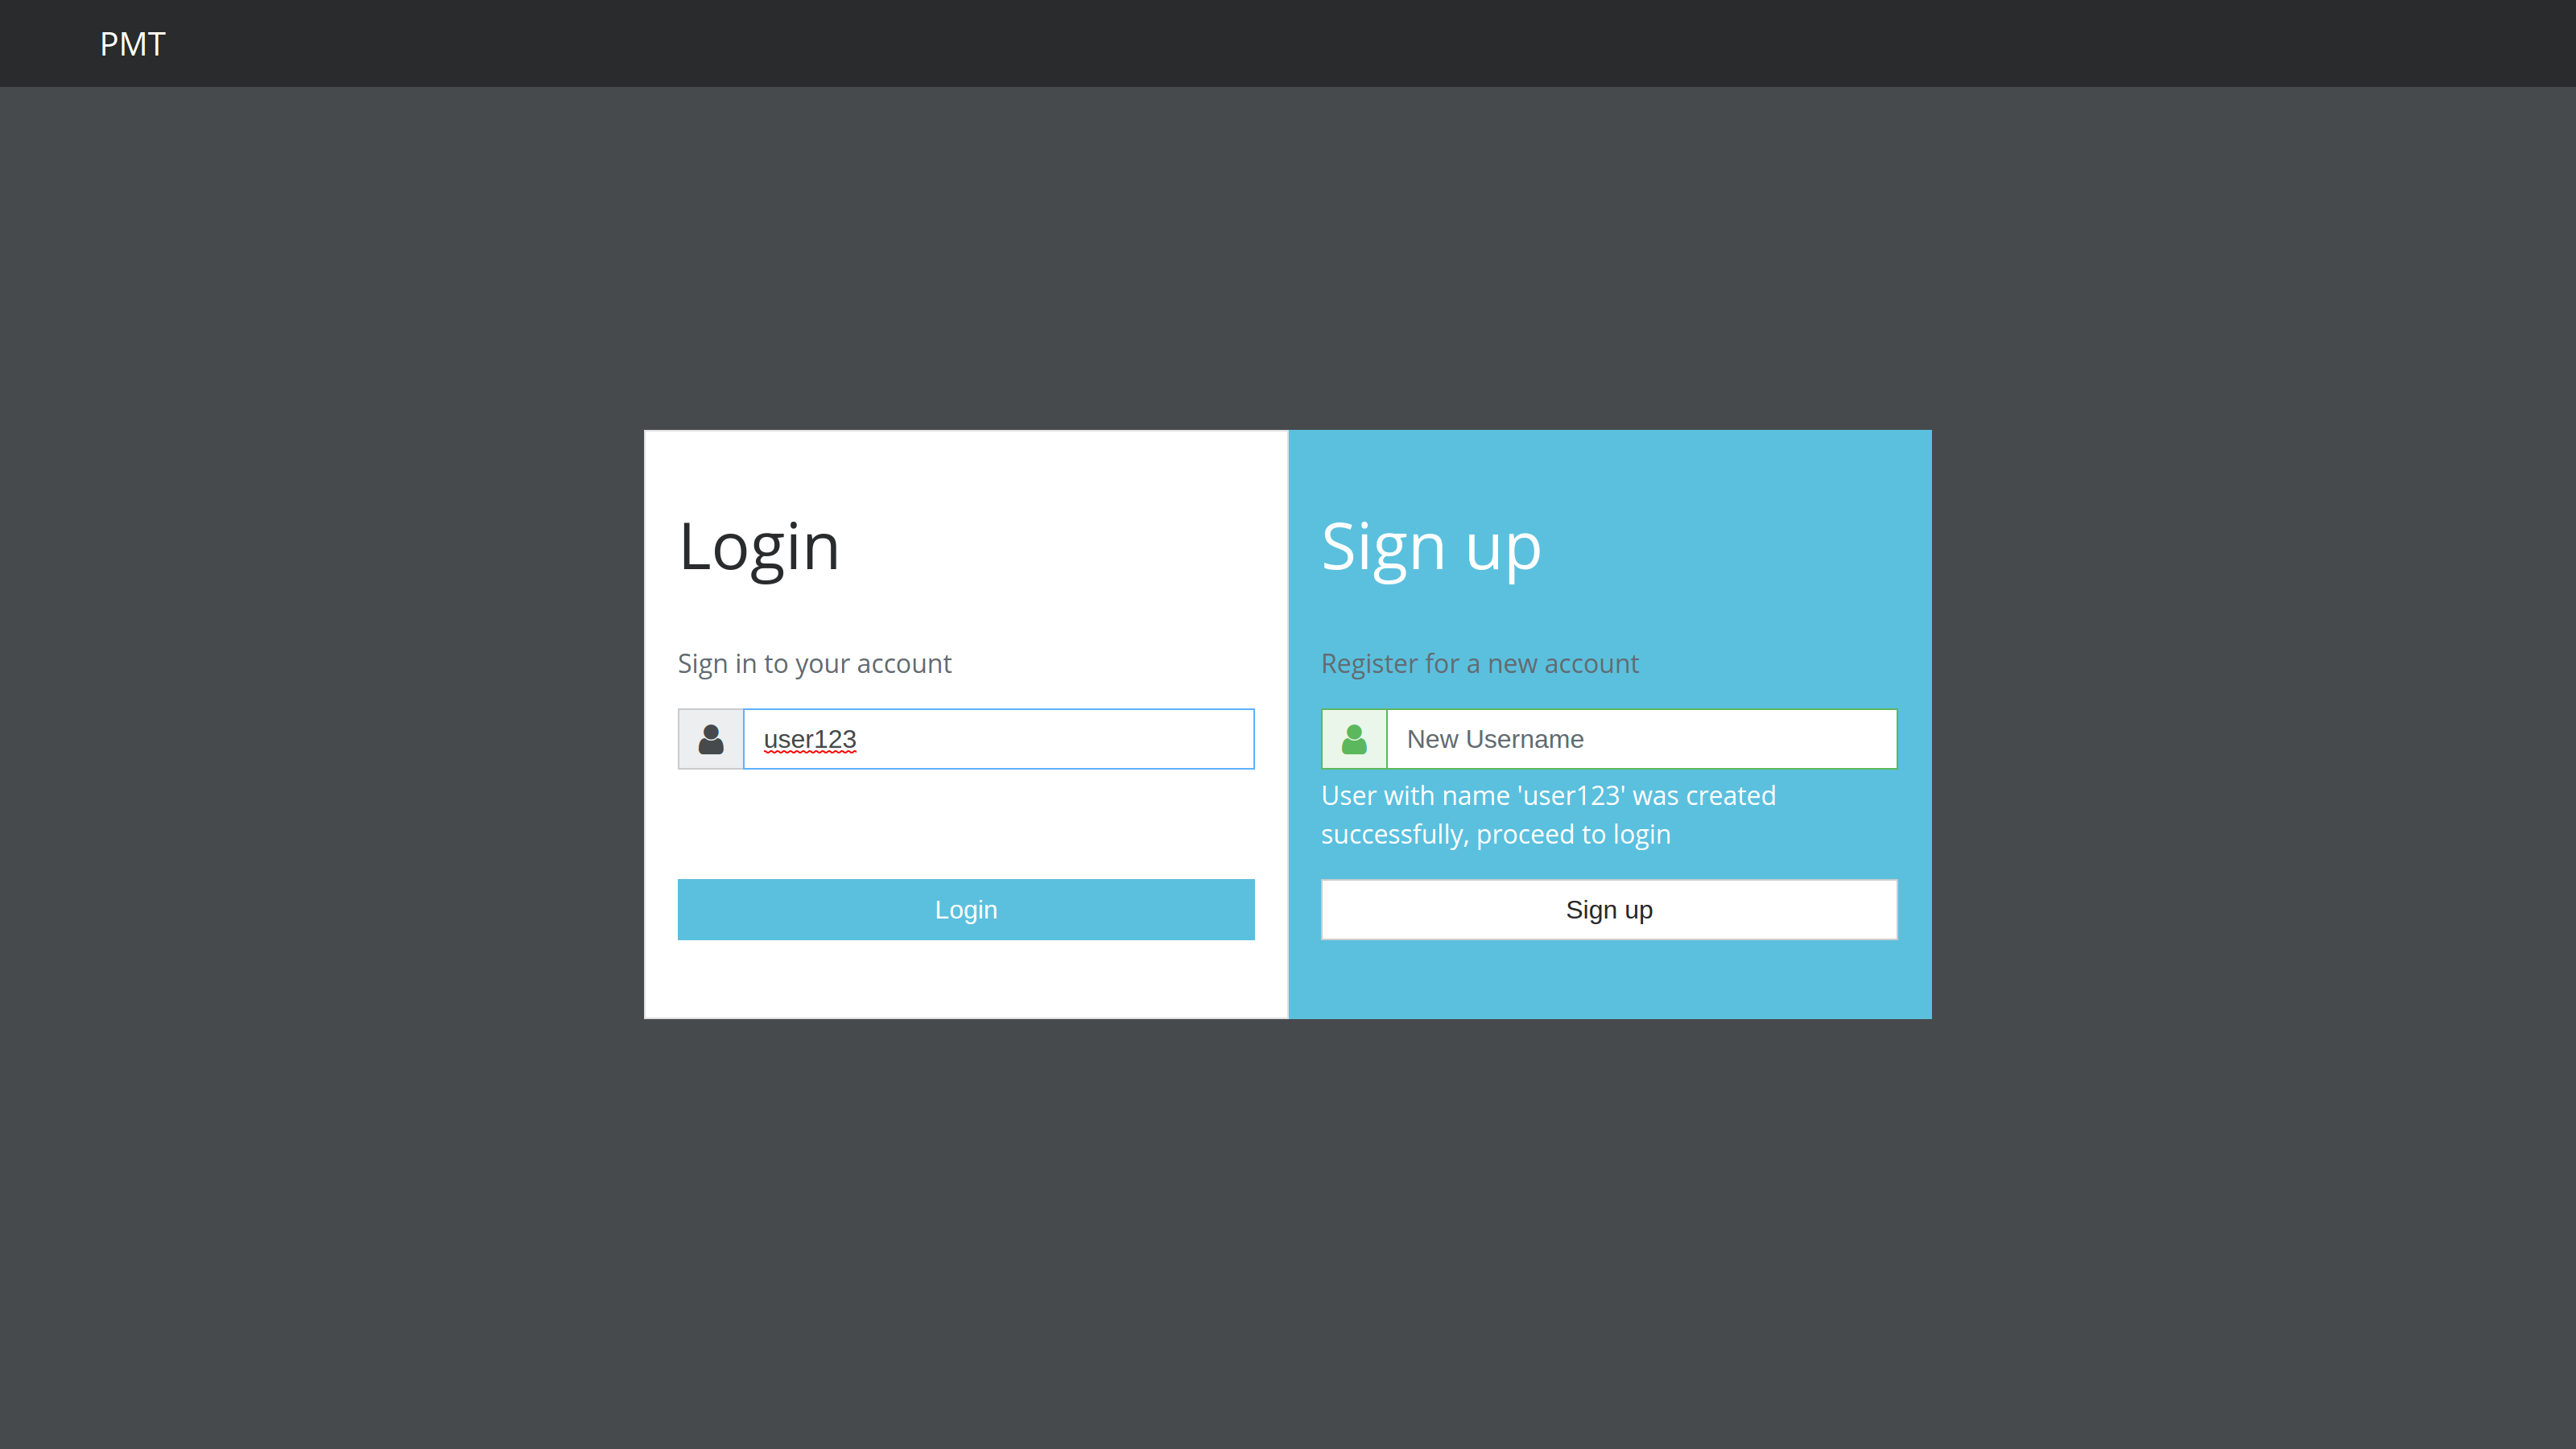 PMT
Login
Sign in to your account
user123
Login
Sign up
Register for a new account
New Username
User with name 'user123' was created
successfully, proceed to login
Sign up